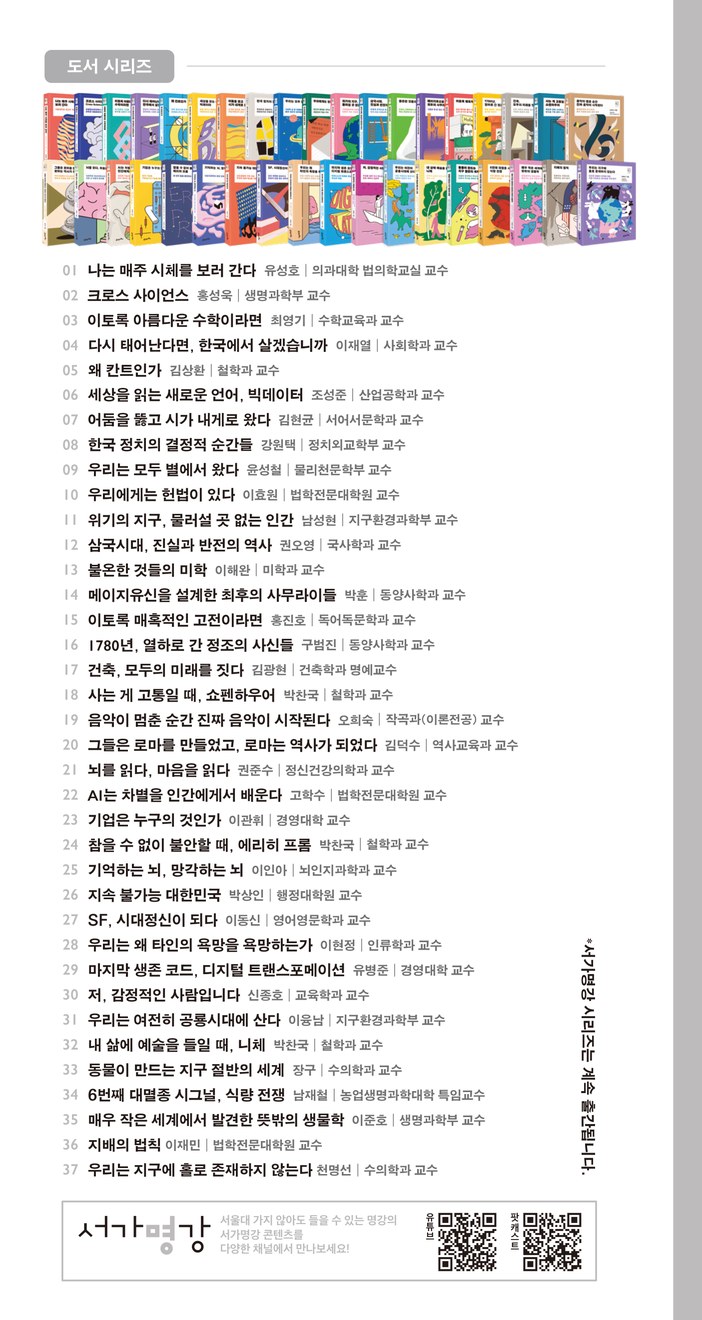 도서 시리즈
01 나는 매주 시체를 보러 간다 유성호 | 의과대학 법의학교실 교수
02 크로스 사이언스 홍성욱 | 생명과학부 교수
03 이토록 아름다운 수학이라면 최영기 | 수학교육과 교수
04 다시 태어난다면, 한국에서 살겠습니까 이재열 | 사회학과 교수
05 왜 칸트인가 김상환 | 철학과 교수
06 세상을 읽는 새로운 언어, 빅데이터 조성준 | 산업공학과 교수
07 어둠을 뚫고 시가 내게로 왔다 김현균 | 서어서문학과 교수
08 한국 정치의 결정적 순간들 강원택 | 정치외교학부 교수
09 우리는 모두 별에서 왔다 윤성철 | 물리천문학부 교수
10 우리에게는 헌법이 있다 이효원 | 법학전문대학원 교수
11 위기의 지구, 물러설 곳 없는 인간 남성현 | 지구환경과학부 교수
12 삼국시대, 진실과 반전의 역사 권오영 | 국사학과 교수
13 불온한 것들의 미학 이해완 | 미학과 교수
14 메이지유신을 설계한 최후의 사무라이들 박훈 | 동양사학과 교수
15 이토록 매혹적인 고전이라면 홍진호 | 독어독문학과 교수
16 1780년, 열하로 간 정조의 사신들 구범진 | 동양사학과 교수
17 건축, 모두의 미래를 짓다 김광현 | 건축학과 명예교수
18 사는 게 고통일 때, 쇼펜하우어 박찬국 | 철학과 교수
19 음악이 멈춘 순간 진짜 음악이 시작된다 오희숙 | 작곡과(이론전공) 교수
20 그들은 로마를 만들었고, 로마는 역사가 되었다 김덕수 | 역사교육과 교수
21 뇌를 읽다, 마음을 읽다 권준수 | 정신건강의학과 교수
22 AI는 차별을 인간에게서 배운다 고학수 | 법학전문대학원 교수
23 기업은 누구의 것인가 이관휘 | 경영대학 교수
24 참을 수 없이 불안할 때, 에리히 프롬 박찬국 | 철학과 교수
25 기억하는 뇌, 망각하는 뇌 이인아 | 뇌인지과학과 교수
26 지속 불가능 대한민국 박상인 | 행정대학원 교수
27 SF, 시대정신이 되다 이동신 | 영어영문학과 교수
28 우리는 왜 타인의 욕망을 욕망하는가 이현정 | 인류학과 교수
29 마지막 생존 코드, 디지털 트랜스포메이션 유병준 | 경영대학 교수
30 저, 감정적인 사람입니다 신종호 | 교육학과 교수
31 우리는 여전히 공룡시대에 산다 이융남 | 지구환경과학부 교수
32 내 삶에 예술을 들일 때, 니체 박찬국 | 철학과 교수
33 동물이 만드는 지구 절반의 세계 장구 | 수의학과 교수
34 6번째 대멸종 시그널, 식량 전쟁 남재철 | 농업생명과학대학 특임교수
35 매우 작은 세계에서 발견한 뜻밖의 생물학 이준호 | 생명과학부 교수
36 지배의 법칙 이재민 | 법학전문대학원 교수
37 우리는 지구에 홀로 존재하지 않는다 천명선 | 수의학과 교수
*서가명강 시리즈는 계속 출간됩니다.
서가명강
서울대 가지 않아도 들을 수 있는 명강의
서가명강 콘텐츠를
다양한 채널에서 만나보세요!
유튜브
팟캐스트